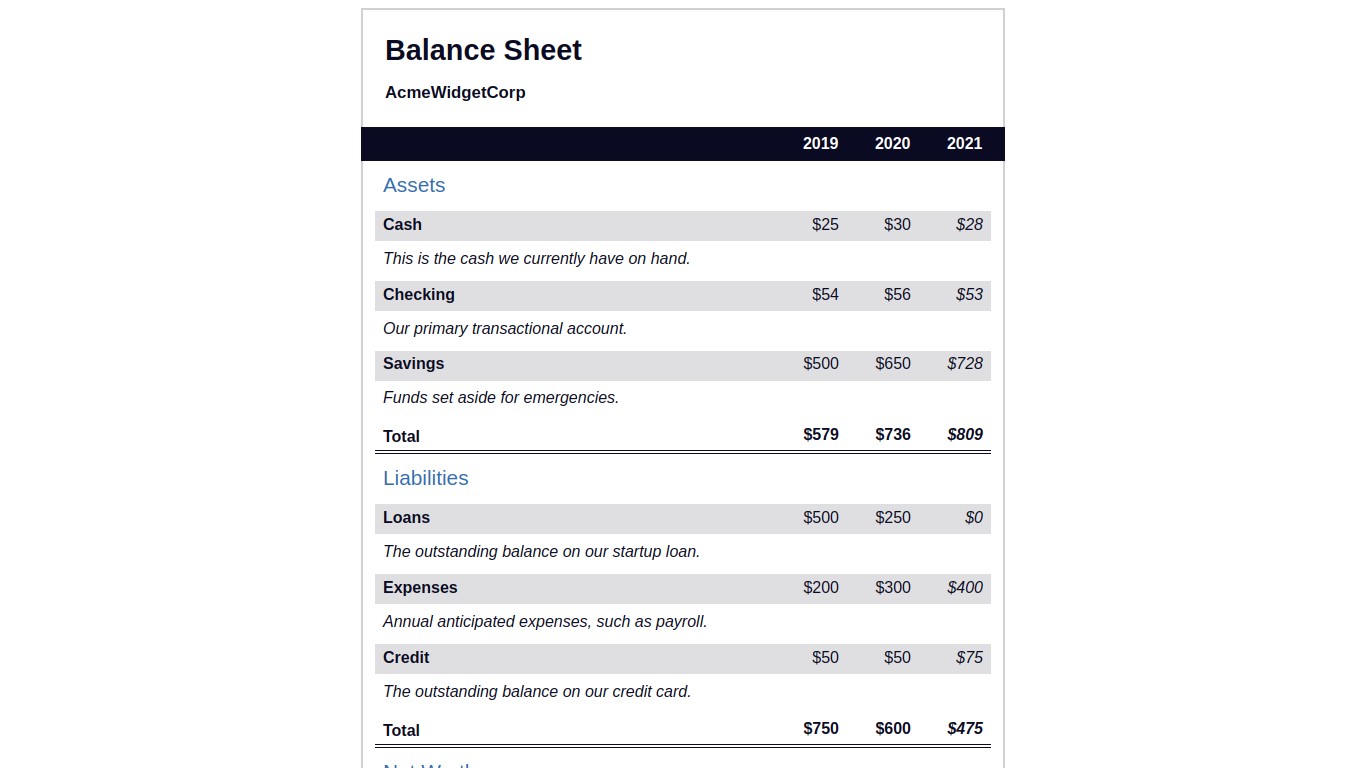 Balance Sheet
AcmeWidgetCorp
2019 2020 2021
Assets
Cash $25 $30 $28
This is the cash we currently have on hand.
Checking $54 $56 $53
Our primary transactional account.
Savings $500 $650 $728
Funds set aside for emergencies.
Total $579 $736 $809
Liabilities
Loans $500 $250 $0
The outstanding balance on our startup loan.
Expenses $200 $300 $400
Annual anticipated expenses, such as payroll.
Credit $50 $50 $75
The outstanding balance on our credit card.
Total $750 $600 $475
Net Worth